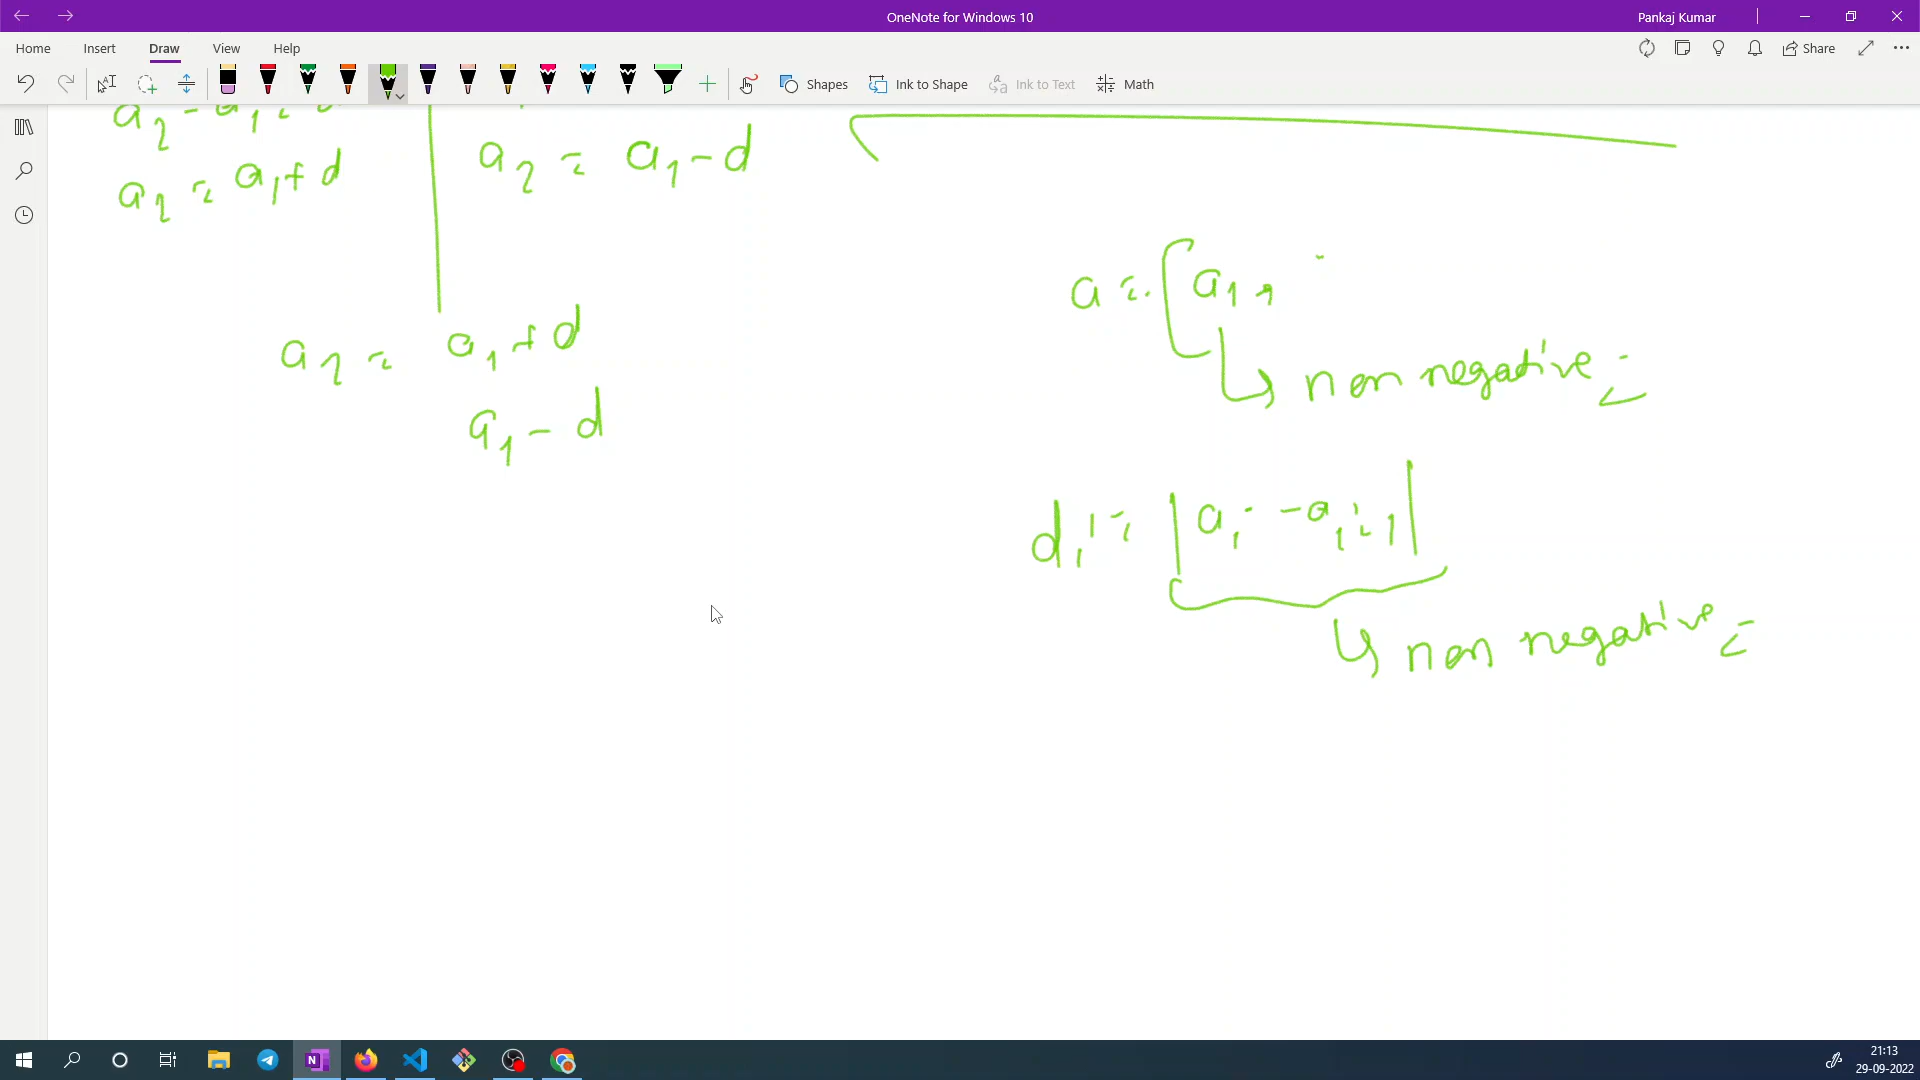 OneNote for Windows 10
Pankaj Kumar
Home Insert Draw View Help
Share
Shapes
Ink to Shape
Ink to Text
Math
a2 - a1 = d
a2 = a1 + d
a2 = a1 - d
a2 = a1 + d
a1 - d
a = [a1,
non negative
di = |ai - ai-1|
non negative
21:13
29-09-2022